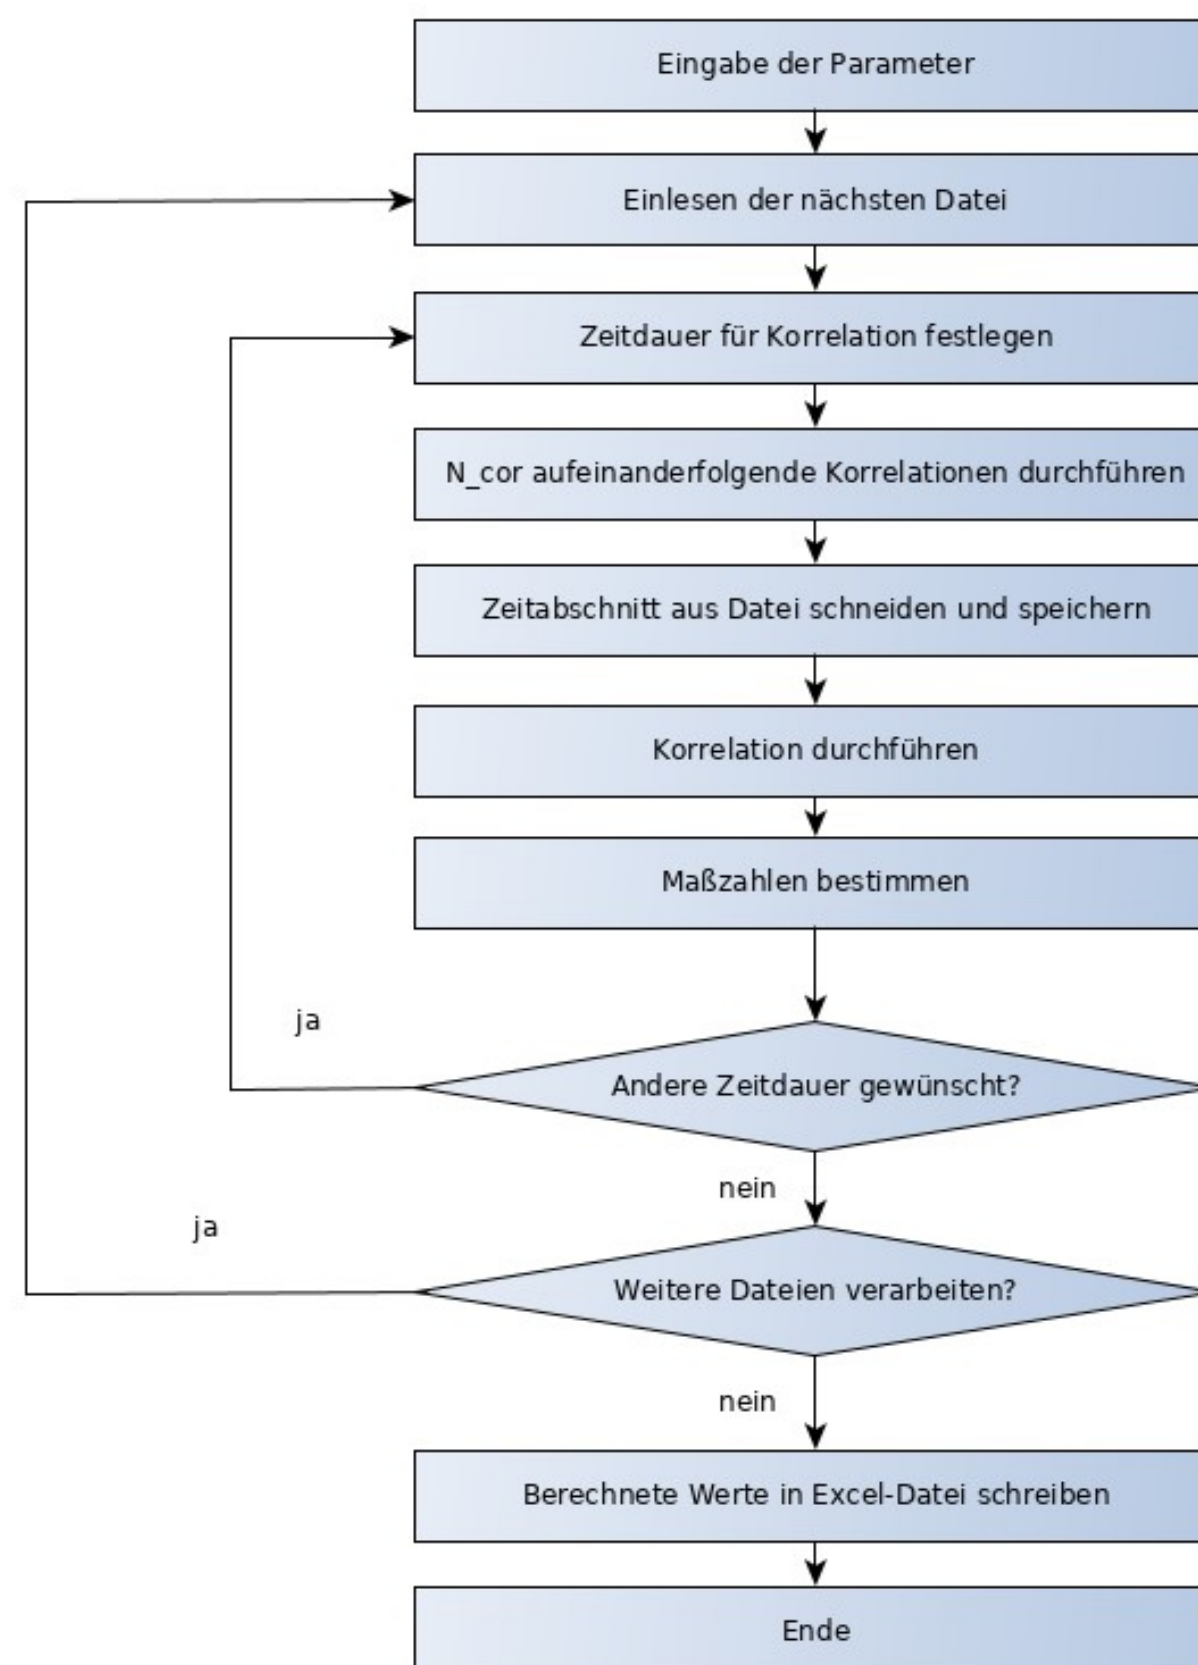 Eingabe der Parameter
Einlesen der nächsten Datei
Zeitdauer für Korrelation festlegen
N_cor aufeinanderfolgende Korrelationen durchführen
Zeitabschnitt aus Datei schneiden und speichern
Korrelation durchführen
Maßzahlen bestimmen
ja
Andere Zeitdauer gewünscht?
nein
ja
Weitere Dateien verarbeiten?
nein
Berechnete Werte in Excel-Datei schreiben
Ende